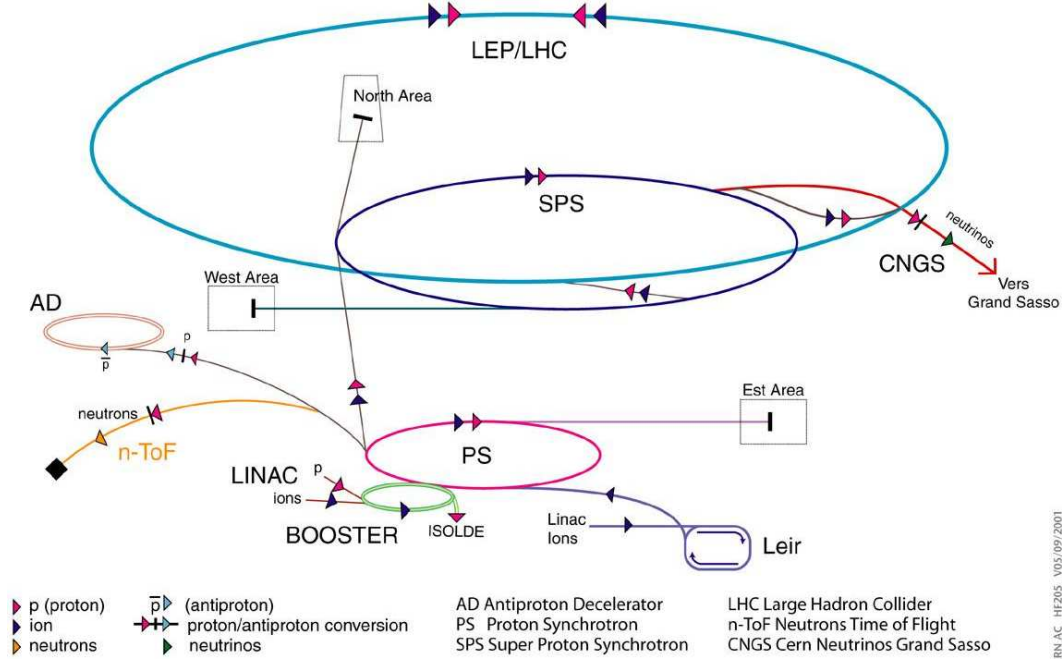 LEP/LHC
North Area
SPS
neutrinos
CNGS
Vers
Grand Sasso
West Area
AD
p
p̅
neutrons
n-ToF
Est Area
PS
LINAC
p
ions
BOOSTER
ISOLDE
Linac
Ions
Leir
p (proton)
ion
neutrons
p̅ (antiproton)
proton/antiproton conversion
neutrinos
AD Antiproton Decelerator
PS Proton Synchrotron
SPS Super Proton Synchrotron
LHC Large Hadron Collider
n-ToF Neutrons Time of Flight
CNGS Cern Neutrinos Grand Sasso
RN AC HF205 V05/09/2001